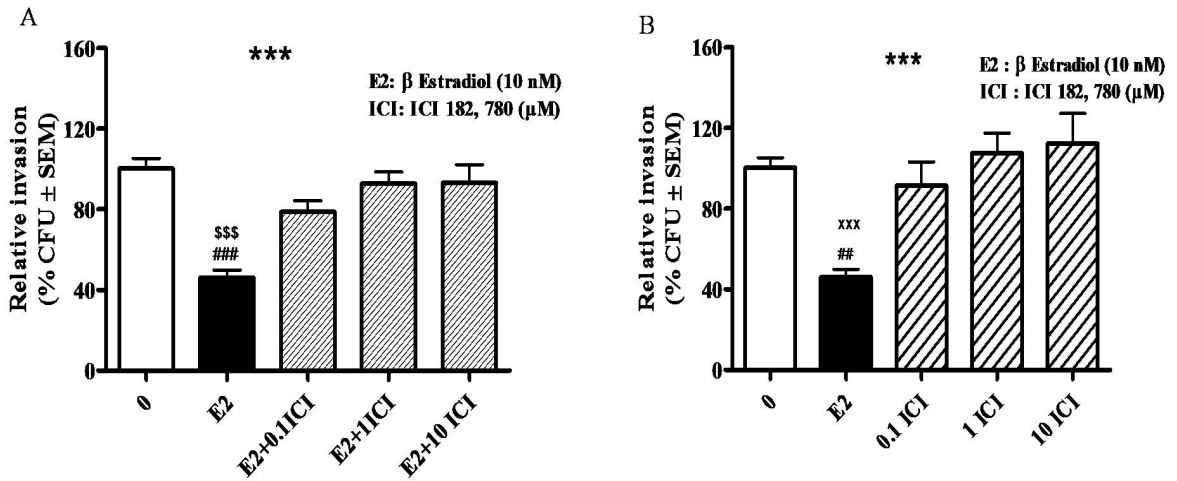 A
Relative invasion
(% CFU ± SEM)
160
120
80
40
0
***
E2: β Estradiol (10 nM)
ICI: ICI 182, 780 (µM)
$$$
###
0
E2
E2+0.1ICI
E2+1ICI
E2+10 ICI
B
Relative invasion
(% CFU ± SEM)
160
120
80
40
0
***
E2 : β Estradiol (10 nM)
ICI : ICI 182, 780 (µM)
xxx
##
0
E2
0.1 ICI
1 ICI
10 ICI